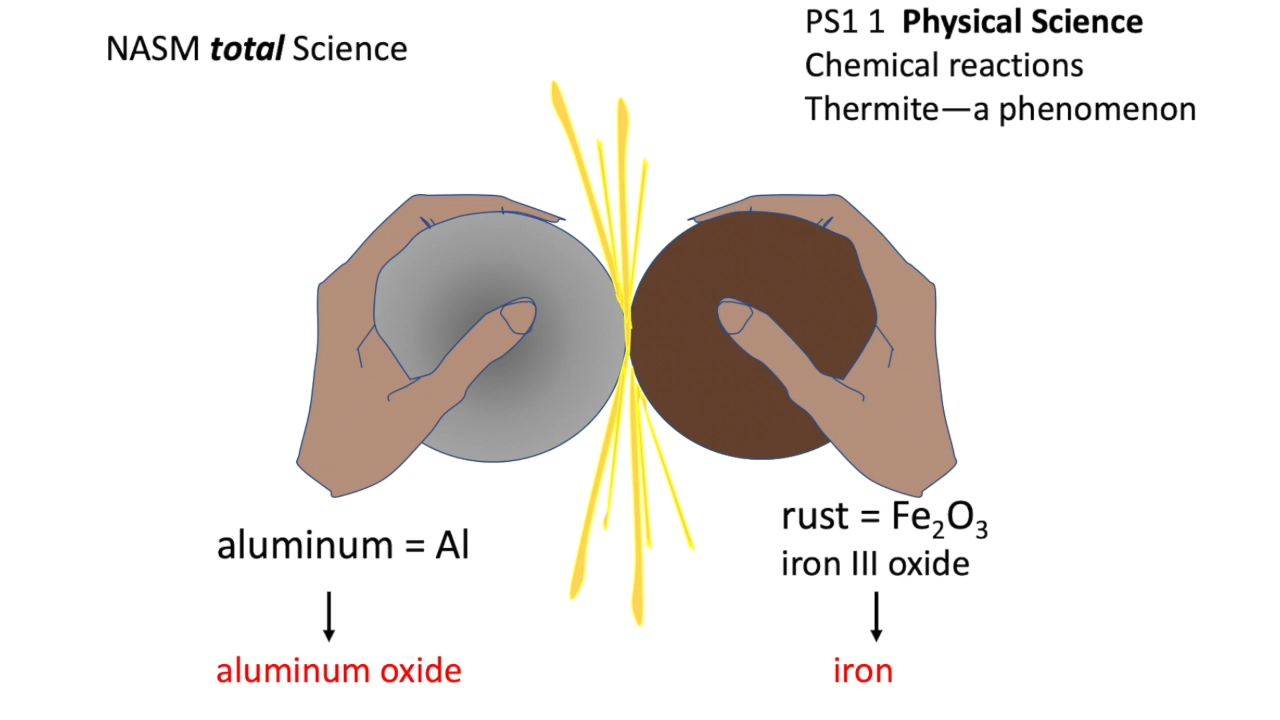 NASM total Science
PS1 1 Physical Science
Chemical reactions
Thermite—a phenomenon
aluminum = Al
rust = Fe₂O₃
iron III oxide
aluminum oxide
iron